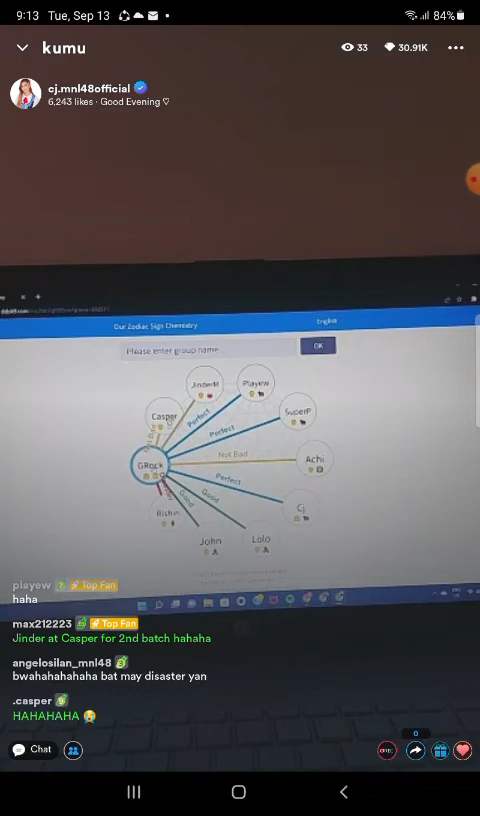 9:13 Tue, Sep 13
84%
kumu
33
30.91K
cj.mnl48official
6,243 likes · Good Evening ♡
Our Zodiac Sign Chemistry
English
Please enter group name
OK
JinderM
Playew
Casper
Perfect
SuperP
Perfect
Not Bad
Achi
GRock
Perfect
Good
Good
Cj
Rishin
John
Lolo
playew Top Fan
haha
max212223 Top Fan
Jinder at Casper for 2nd batch hahaha
angelosilan_mnl48
bwahahahahaha bat may disaster yan
.casper
HAHAHAHA 😭
Chat
0